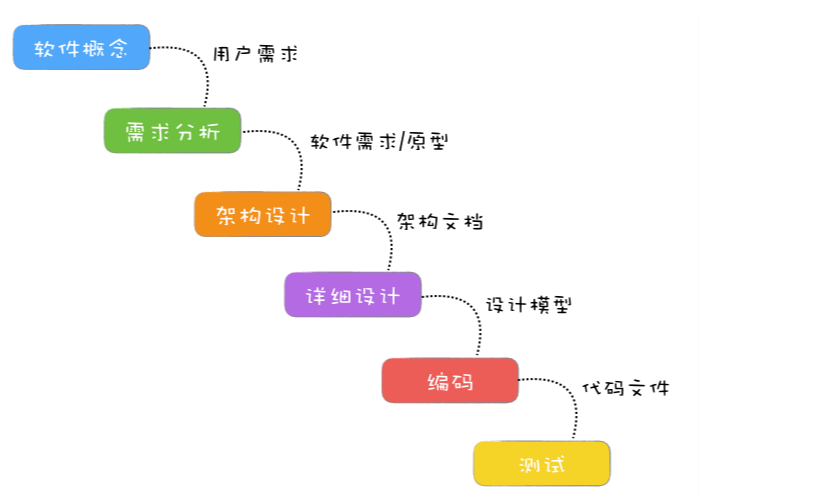 软件概念
用户需求
需求分析
软件需求/原型
架构设计
架构文档
详细设计
设计模型
编码
代码文件
测试